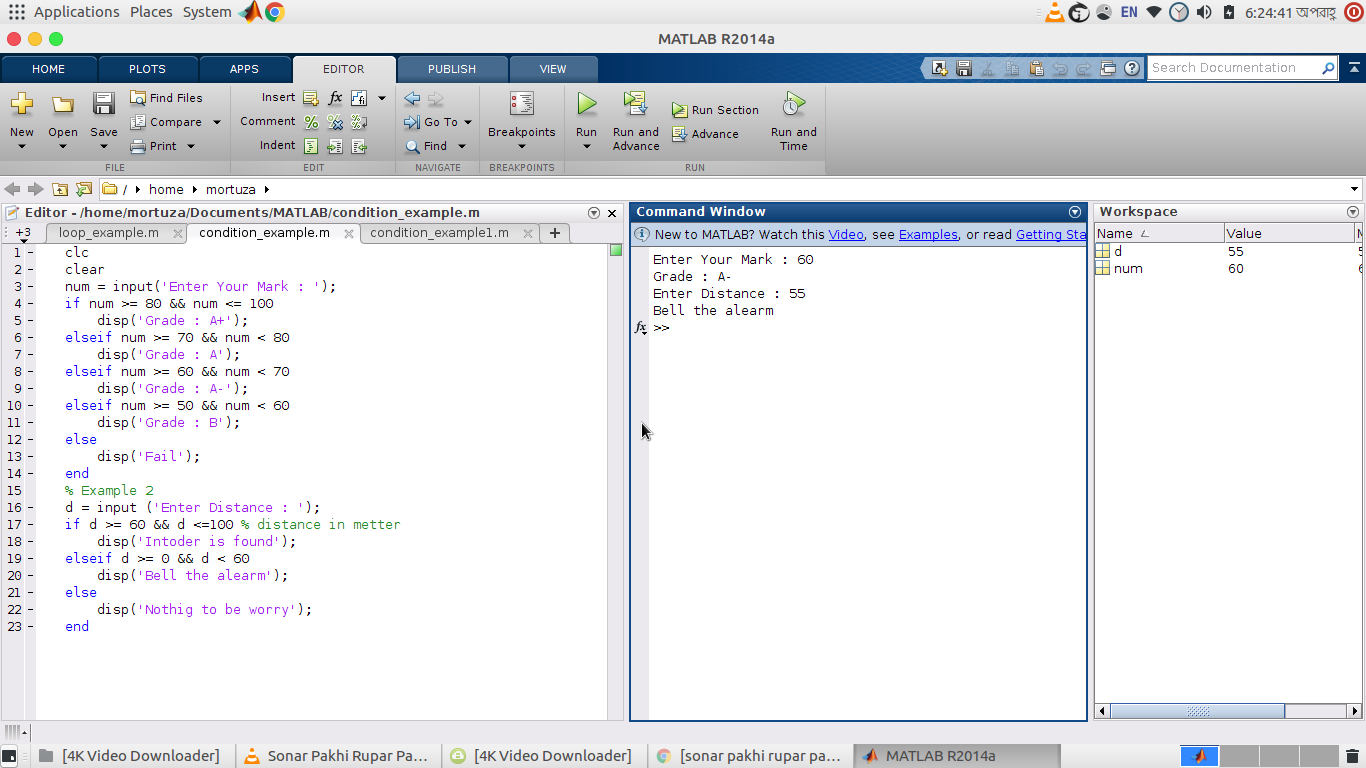 Applications Places System EN 6:24:41 অপরাহ্ণ
MATLAB R2014a
HOME PLOTS APPS EDITOR PUBLISH VIEW Search Documentation
New Open Save Find Files Compare Print
Insert Comment Indent
Go To Find
Breakpoints
Run Run and Advance Run Section Advance Run and Time
FILE EDIT NAVIGATE BREAKPOINTS RUN
/ home mortuza
Editor - /home/mortuza/Documents/MATLAB/condition_example.m
+3 loop_example.m condition_example.m condition_example1.m
1 - clc
2 - clear
3 - num = input('Enter Your Mark : ');
4 - if num >= 80 && num <= 100
5 - disp('Grade : A+');
6 - elseif num >= 70 && num < 80
7 - disp('Grade : A');
8 - elseif num >= 60 && num < 70
9 - disp('Grade : A-');
10 - elseif num >= 50 && num < 60
11 - disp('Grade : B');
12 - else
13 - disp('Fail');
14 - end
15 % Example 2
16 - d = input ('Enter Distance : ');
17 - if d >= 60 && d <=100 % distance in metter
18 - disp('Intoder is found');
19 - elseif d >= 0 && d < 60
20 - disp('Bell the alearm');
21 - else
22 - disp('Nothig to be worry');
23 - end
Command Window
New to MATLAB? Watch this Video, see Examples, or read Getting Sta
Enter Your Mark : 60
Grade : A-
Enter Distance : 55
Bell the alearm
fx >>
Workspace
Name Value M
d 55 5
num 60 6
[4K Video Downloader] Sonar Pakhi Rupar Pa... [4K Video Downloader] [sonar pakhi rupar pa... MATLAB R2014a